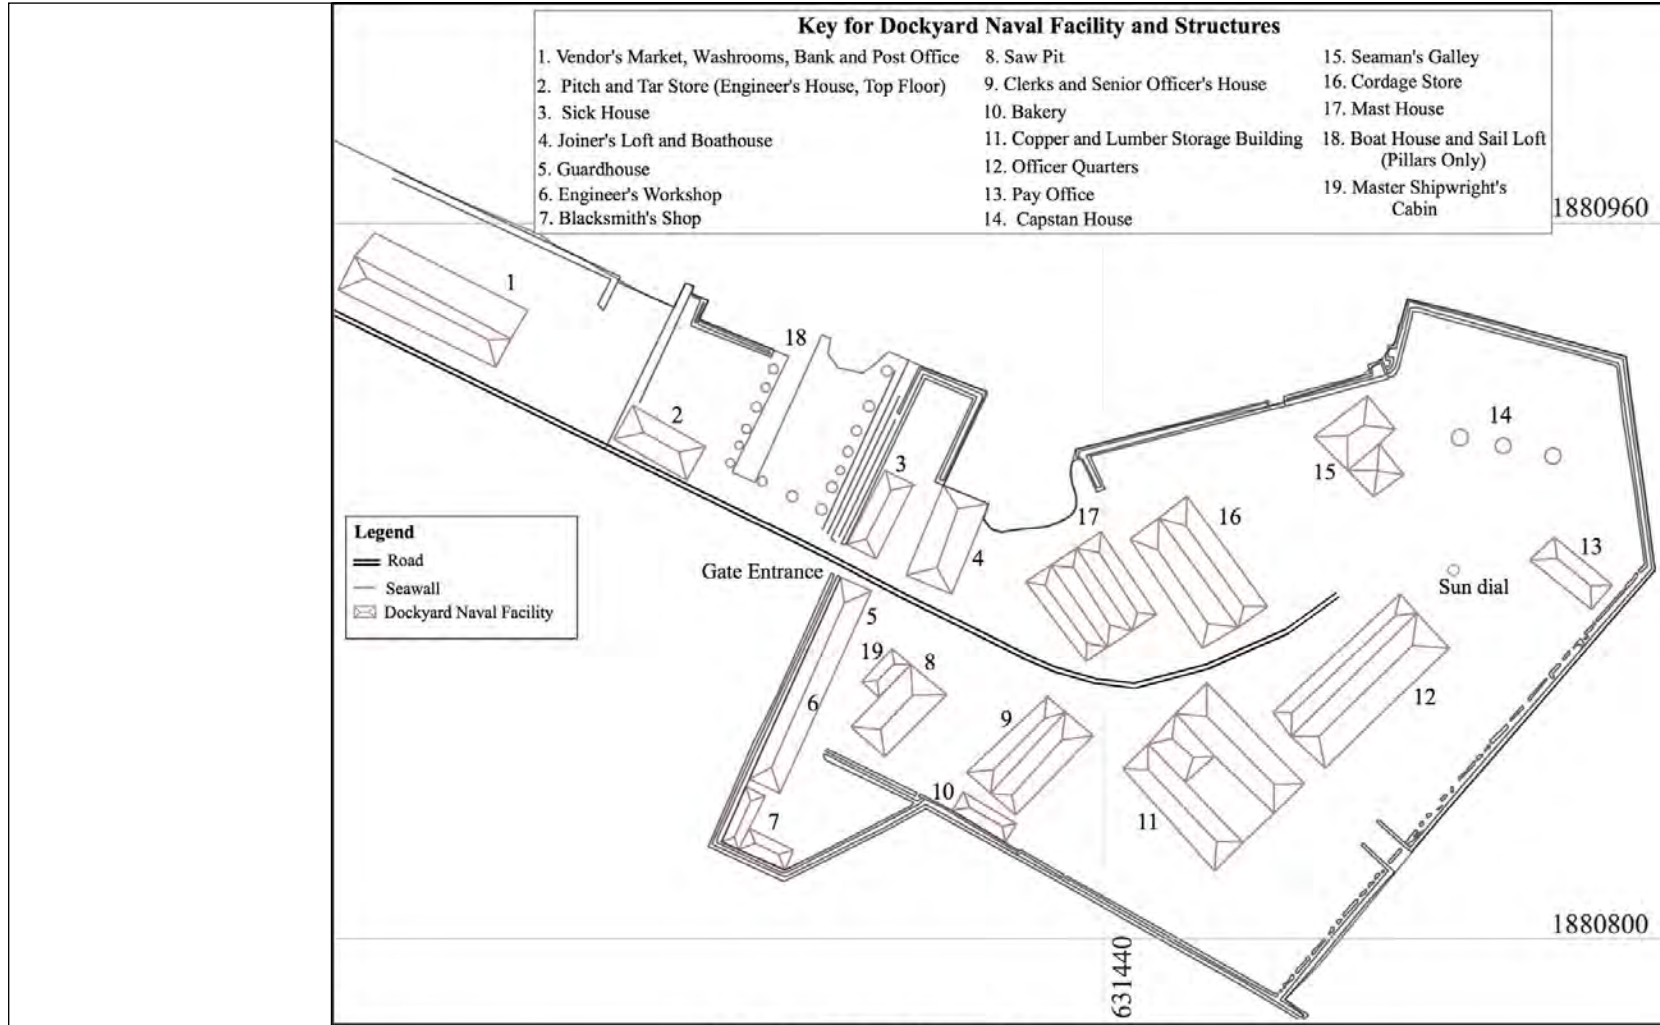 Key for Dockyard Naval Facility and Structures
1. Vendor's Market, Washrooms, Bank and Post Office
2. Pitch and Tar Store (Engineer's House, Top Floor)
3. Sick House
4. Joiner's Loft and Boathouse
5. Guardhouse
6. Engineer's Workshop
7. Blacksmith's Shop
8. Saw Pit
9. Clerks and Senior Officer's House
10. Bakery
11. Copper and Lumber Storage Building
12. Officer Quarters
13. Pay Office
14. Capstan House
15. Seaman's Galley
16. Cordage Store
17. Mast House
18. Boat House and Sail Loft
(Pillars Only)
19. Master Shipwright's
Cabin
1880960
1
18
2
3
14
15
17
16
4
13
Legend
Road
Seawall
Dockyard Naval Facility
Gate Entrance
Sun dial
5
19
8
6
9
12
10
7
11
1880800
631440